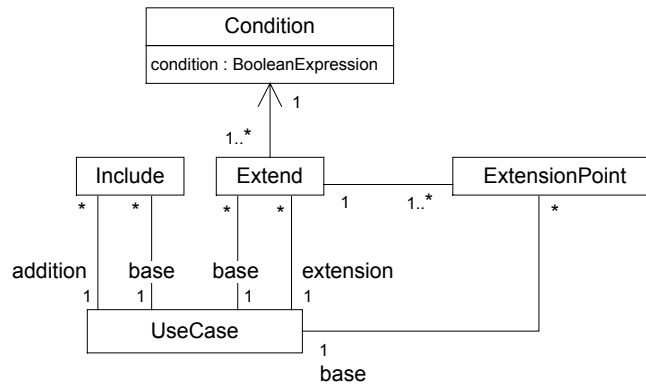 Condition
condition : BooleanExpression
1
1..*
Include
Extend
ExtensionPoint
* * * * 1 1..* *
addition base base extension
1 1 1 1
UseCase
1
base